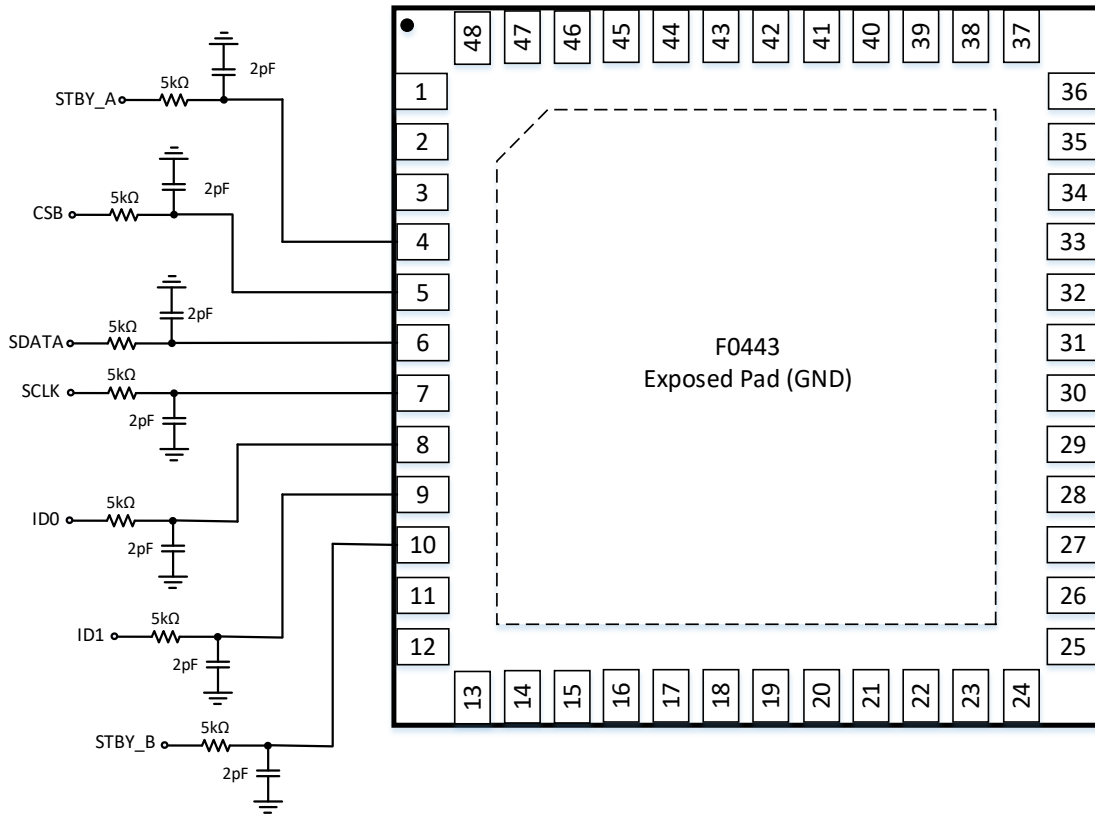 48 47 46 45 44 43 42 41 40 39 38 37
2pF
5kΩ
STBY_A
1 36
2 35
2pF
5kΩ
3 34
CSB
4 33
5 32
2pF
5kΩ
SDATA
6 31
F0443
Exposed Pad (GND)
5kΩ
SCLK
7 30
2pF
8 29
9 28
5kΩ
ID0
2pF
10 27
11 26
5kΩ
ID1
12 25
2pF
13 14 15 16 17 18 19 20 21 22 23 24
5kΩ
STBY_B
2pF